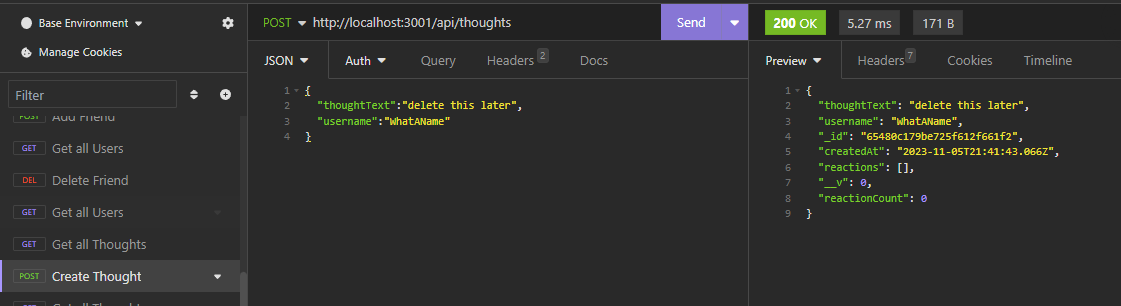 Base Environment
Manage Cookies
Filter
POST Add Friend
GET Get all Users
DEL Delete Friend
GET Get all Users
GET Get all Thoughts
POST Create Thought
POST http://localhost:3001/api/thoughts Send
JSON Auth Query Headers 2 Docs
1 {
2 "thoughtText":"delete this later",
3 "username":"WhatAName"
4 }
200 OK 5.27 ms 171 B
Preview Headers 7 Cookies Timeline
1 {
2 "thoughtText": "delete this later",
3 "username": "WhatAName",
4 "_id": "65480c179be725f612f661f2",
5 "createdAt": "2023-11-05T21:41:43.066Z",
6 "reactions": [],
7 "__v": 0,
8 "reactionCount": 0
9 }